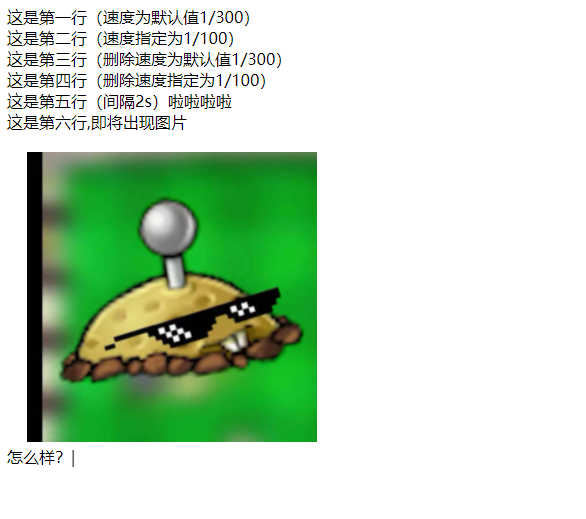 这是第一行（速度为默认值1/300）
这是第二行（速度指定为1/100）
这是第三行（删除速度为默认值1/300）
这是第四行（删除速度指定为1/100）
这是第五行（间隔2s）啦啦啦啦
这是第六行,即将出现图片
怎么样？|